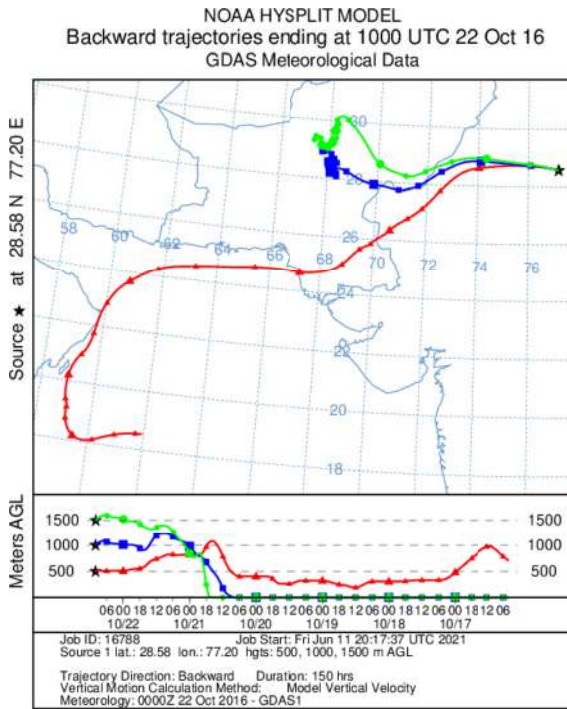 NOAA HYSPLIT MODEL
Backward trajectories ending at 1000 UTC 22 Oct 16
GDAS Meteorological Data
Source ★ at 28.58 N 77.20 E
30
28
58 60 62 64 66 68 70 72 74 76
26
24
22
20
18
Meters AGL
1500 1500
1000 1000
500 500
06 00 18 12 06 00 18 12 06 00 18 12 06 00 18 12 06 00 18 12 06 00 18 12 06
10/22 10/21 10/20 10/19 10/18 10/17
Job ID: 16788 Job Start: Fri Jun 11 20:17:37 UTC 2021
Source 1 lat.: 28.58 lon.: 77.20 hgts: 500, 1000, 1500 m AGL
Trajectory Direction: Backward Duration: 150 hrs
Vertical Motion Calculation Method: Model Vertical Velocity
Meteorology: 0000Z 22 Oct 2016 - GDAS1